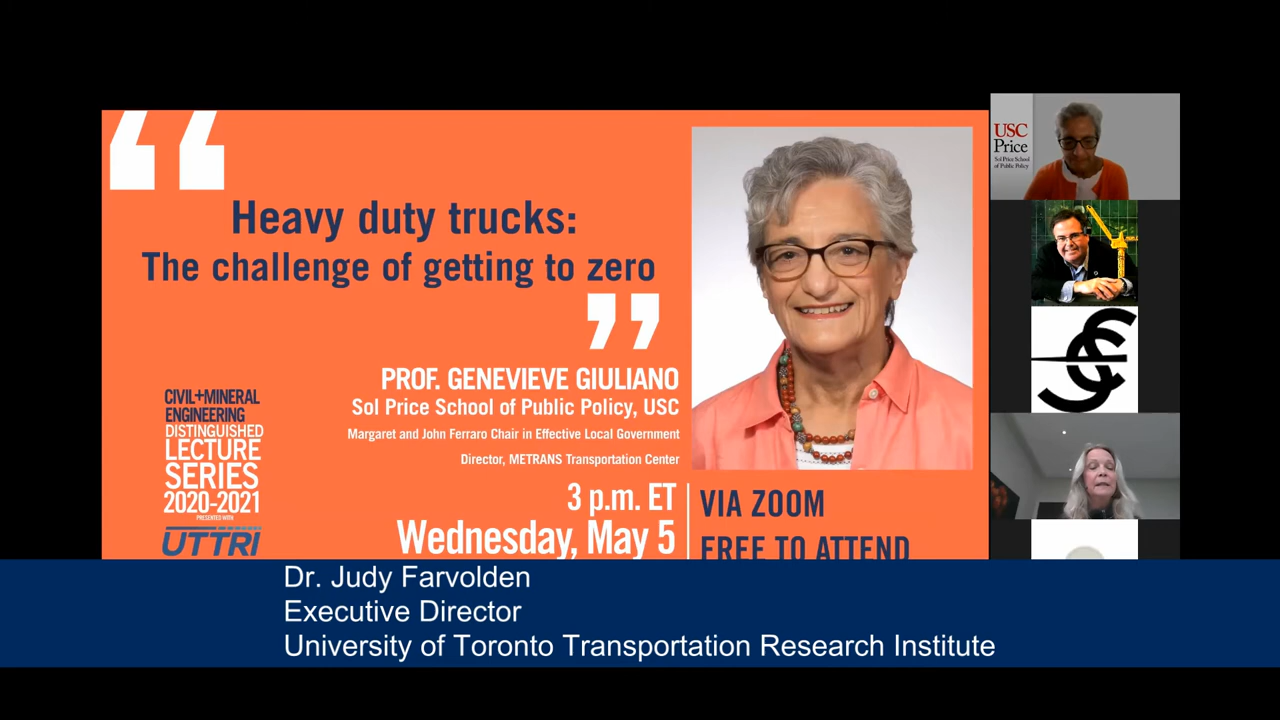 “
Heavy duty trucks:
The challenge of getting to zero
”
PROF. GENEVIEVE GIULIANO
Sol Price School of Public Policy, USC
Margaret and John Ferraro Chair in Effective Local Government
Director, METRANS Transportation Center
3 p.m. ET
Wednesday, May 5
VIA ZOOM
FREE TO ATTEND
CIVIL+MINERAL
ENGINEERING
DISTINGUISHED
LECTURE
SERIES
2020-2021
PRESENTED WITH
UTTRI
USC
Price
Sol Price School
of Public Policy
Dr. Judy Farvolden
Executive Director
University of Toronto Transportation Research Institute